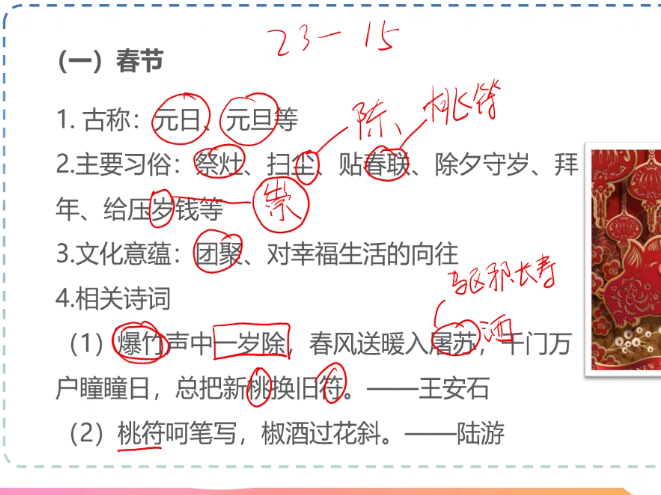 23-15
（一）春节
1. 古称：元日、元旦等
陈、桃符
2.主要习俗：祭灶、扫尘、贴春联、除夕守岁、拜
年、给压岁钱等
祟
3.文化意蕴：团聚、对幸福生活的向往
驱邪长寿
4.相关诗词
（1）爆竹声中一岁除，春风送暖入屠苏，千门万
酒
户瞳瞳日，总把新桃换旧符。——王安石
（2）桃符呵笔写，椒酒过花斜。——陆游